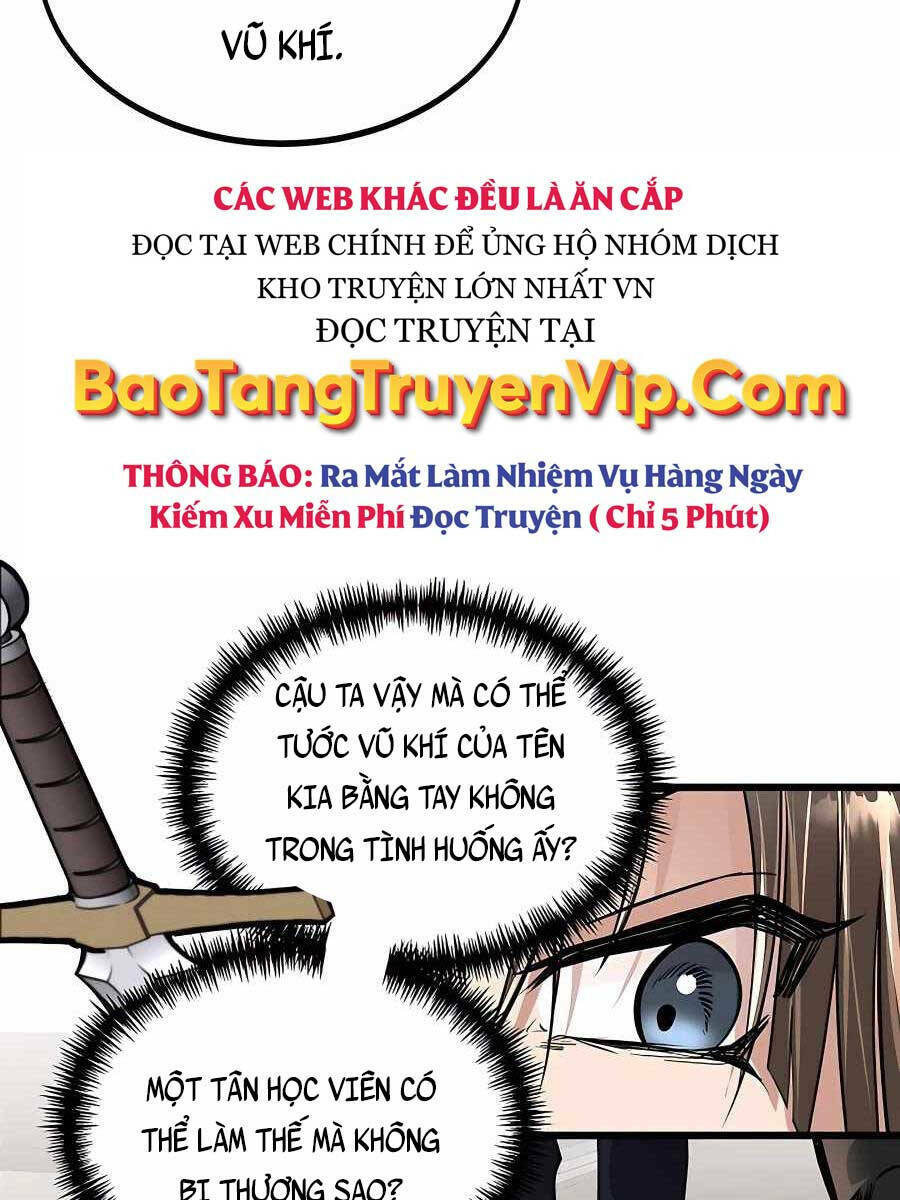 VŨ KHÍ.
CÁC WEB KHÁC ĐỀU LÀ ĂN CẮP
ĐỌC TẠI WEB CHÍNH ĐỂ ỦNG HỘ NHÓM DỊCH
KHO TRUYỆN LỚN NHẤT VN
ĐỌC TRUYỆN TẠI
BaoTangTruyenVip.Com
THÔNG BÁO: Ra Mắt Làm Nhiệm Vụ Hàng Ngày
Kiếm Xu Miễn Phí Đọc Truyện ( Chỉ 5 Phút)
CẬU TA VẬY MÀ CÓ THỂ
TƯỚC VŨ KHÍ CỦA TÊN
KIA BẰNG TAY KHÔNG
TRONG TÌNH HUỐNG ẤY?
MỘT TÂN HỌC VIÊN CÓ
THỂ LÀM THẾ MÀ KHÔNG
BỊ THƯƠNG SAO?